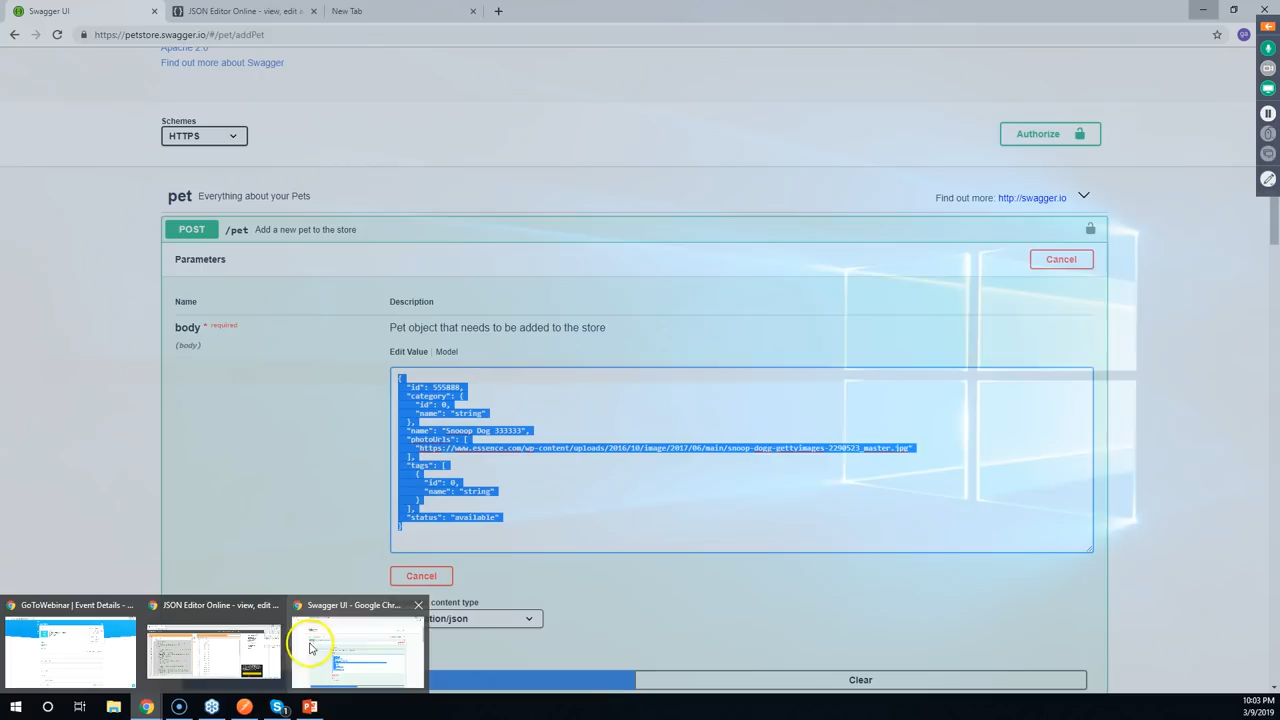 Swagger UI
JSON Editor Online - view, edit a
New Tab
https://petstore.swagger.io/#/pet/addPet
ga
Apache 2.0
Find out more about Swagger
Schemes
HTTPS
Authorize
pet Everything about your Pets
Find out more: http://swagger.io
POST /pet Add a new pet to the store
Parameters
Cancel
Name
Description
body * required
(body)
Pet object that needs to be added to the store
Edit Value | Model
{
"id": 555888,
"category": {
"id": 0,
"name": "string"
},
"name": "Snooop Dog 333333",
"photoUrls": [
"https://www.essence.com/wp-content/uploads/2016/10/image/2017/06/main/snoop-dogg-gettyimages-2290523_master.jpg"
],
"tags": [
{
"id": 0,
"name": "string"
}
],
"status": "available"
}
Cancel
content type
tion/json
Clear
GoToWebinar | Event Details - ...
JSON Editor Online - view, edit ...
Swagger UI - Google Chr...
10:03 PM
3/9/2019